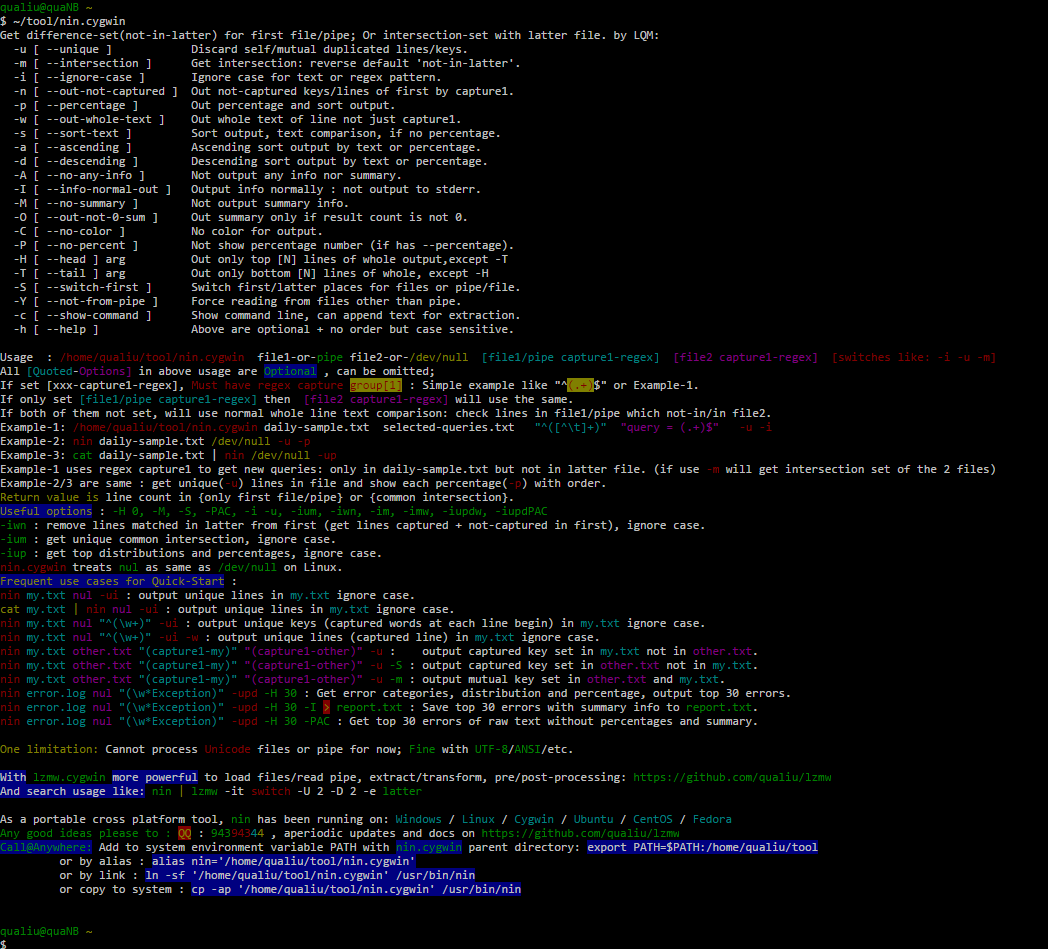 qualiu@quaNB ~
$ ~/tool/nin.cygwin
Get difference-set(not-in-latter) for first file/pipe; Or intersection-set with latter file. by LQM:
  -u [ --unique ]            Discard self/mutual duplicated lines/keys.
  -m [ --intersection ]      Get intersection: reverse default 'not-in-latter'.
  -i [ --ignore-case ]       Ignore case for text or regex pattern.
  -n [ --out-not-captured ]  Out not-captured keys/lines of first by capture1.
  -p [ --percentage ]        Out percentage and sort output.
  -w [ --out-whole-text ]    Out whole text of line not just capture1.
  -s [ --sort-text ]         Sort output, text comparison, if no percentage.
  -a [ --ascending ]         Ascending sort output by text or percentage.
  -d [ --descending ]        Descending sort output by text or percentage.
  -A [ --no-any-info ]       Not output any info nor summary.
  -I [ --info-normal-out ]   Output info normally : not output to stderr.
  -M [ --no-summary ]        Not output summary info.
  -O [ --out-not-0-sum ]     Out summary only if result count is not 0.
  -C [ --no-color ]          No color for output.
  -P [ --no-percent ]        Not show percentage number (if has --percentage).
  -H [ --head ] arg          Out only top [N] lines of whole output,except -T
  -T [ --tail ] arg          Out only bottom [N] lines of whole, except -H
  -S [ --switch-first ]      Switch first/latter places for files or pipe/file.
  -Y [ --not-from-pipe ]     Force reading from files other than pipe.
  -c [ --show-command ]      Show command line, can append text for extraction.
  -h [ --help ]              Above are optional + no order but case sensitive.
Usage  : /home/qualiu/tool/nin.cygwin  file1-or-pipe file2-or-/dev/null  [file1/pipe capture1-regex]  [file2 capture1-regex]  [switches like: -i -u -m]
All [Quoted-Options] in above usage are Optional , can be omitted;
If set [xxx-capture1-regex], Must have regex capture group[1] : Simple example like "^(.+)$" or Example-1.
If only set [file1/pipe capture1-regex] then  [file2 capture1-regex] will use the same.
If both of them not set, will use normal whole line text comparison: check lines in file1/pipe which not-in/in file2.
Example-1: /home/qualiu/tool/nin.cygwin daily-sample.txt  selected-queries.txt   "^([^\t]+)"  "query = (.+)$"   -u -i
Example-2: nin daily-sample.txt /dev/null -u -p
Example-3: cat daily-sample.txt | nin /dev/null -up
Example-1 uses regex capture1 to get new queries: only in daily-sample.txt but not in latter file. (if use -m will get intersection set of the 2 files)
Example-2/3 are same : get unique(-u) lines in file and show each percentage(-p) with order.
Return value is line count in {only first file/pipe} or {common intersection}.
Useful options : -H 0, -M, -S, -PAC, -i -u, -ium, -iwn, -im, -imw, -iupdw, -iupdPAC
-iwn : remove lines matched in latter from first (get lines captured + not-captured in first), ignore case.
-ium : get unique common intersection, ignore case.
-iup : get top distributions and percentages, ignore case.
nin.cygwin treats nul as same as /dev/null on Linux.
Frequent use cases for Quick-Start :
nin my.txt nul -ui : output unique lines in my.txt ignore case.
cat my.txt | nin nul -ui : output unique lines in my.txt ignore case.
nin my.txt nul "^(\w+)" -ui : output unique keys (captured words at each line begin) in my.txt ignore case.
nin my.txt nul "^(\w+)" -ui -w : output unique lines (captured line) in my.txt ignore case.
nin my.txt other.txt "(capture1-my)" "(capture1-other)" -u :    output captured key set in my.txt not in other.txt.
nin my.txt other.txt "(capture1-my)" "(capture1-other)" -u -S : output captured key set in other.txt not in my.txt.
nin my.txt other.txt "(capture1-my)" "(capture1-other)" -u -m : output mutual key set in other.txt and my.txt.
nin error.log nul "(\w*Exception)" -upd -H 30 : Get error categories, distribution and percentage, output top 30 errors.
nin error.log nul "(\w*Exception)" -upd -H 30 -I > report.txt : Save top 30 errors with summary info to report.txt.
nin error.log nul "(\w*Exception)" -upd -H 30 -PAC : Get top 30 errors of raw text without percentages and summary.
One limitation: Cannot process Unicode files or pipe for now; Fine with UTF-8/ANSI/etc.
With lzmw.cygwin more powerful to load files/read pipe, extract/transform, pre/post-processing: https://github.com/qualiu/lzmw
And search usage like: nin | lzmw -it switch -U 2 -D 2 -e latter
As a portable cross platform tool, nin has been running on: Windows / Linux / Cygwin / Ubuntu / CentOS / Fedora
Any good ideas please to : QQ : 94394344 , aperiodic updates and docs on https://github.com/qualiu/lzmw
Call@Anywhere: Add to system environment variable PATH with nin.cygwin parent directory: export PATH=$PATH:/home/qualiu/tool
         or by alias : alias nin='/home/qualiu/tool/nin.cygwin'
         or by link : ln -sf '/home/qualiu/tool/nin.cygwin' /usr/bin/nin
         or copy to system : cp -ap '/home/qualiu/tool/nin.cygwin' /usr/bin/nin
qualiu@quaNB ~
$